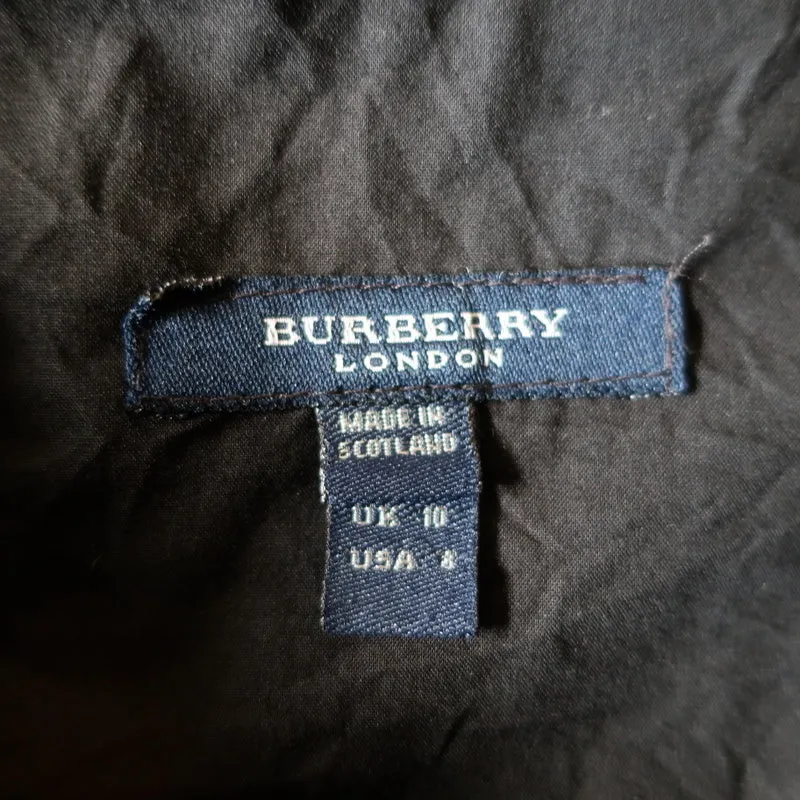 BURBERRY
LONDON
MADE IN
SCOTLAND
UK 10
USA 8